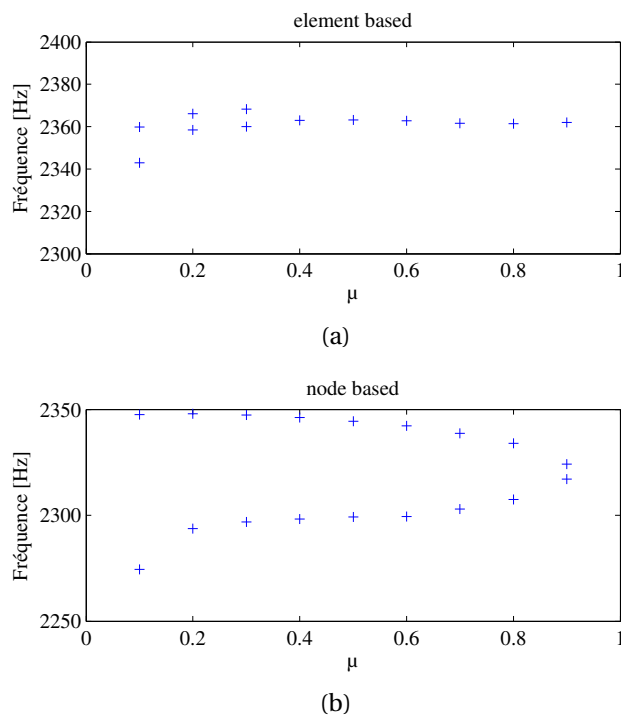 element based
2400
2380
2360
2340
2320
2300
Fréquence [Hz]
0 0.2 0.4 0.6 0.8 1
μ
(a)
node based
2350
2300
2250
Fréquence [Hz]
0 0.2 0.4 0.6 0.8 1
μ
(b)